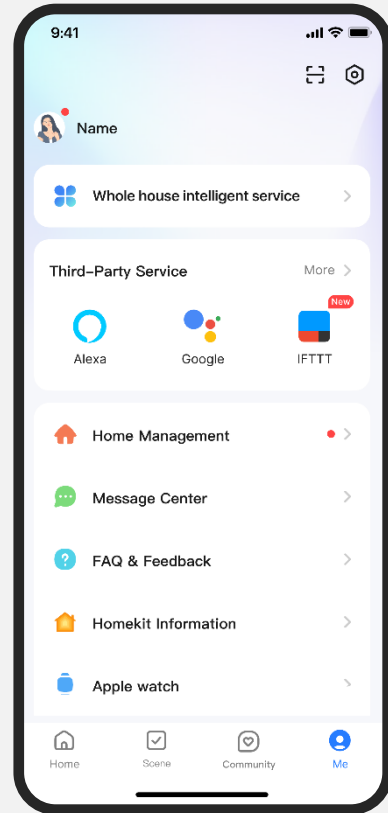 9:41
Name
Whole house intelligent service
Third-Party Service
More
New
Alexa
Google
IFTTT
Home Management
Message Center
FAQ & Feedback
Homekit Information
Apple watch
Home
Scene
Community
Me